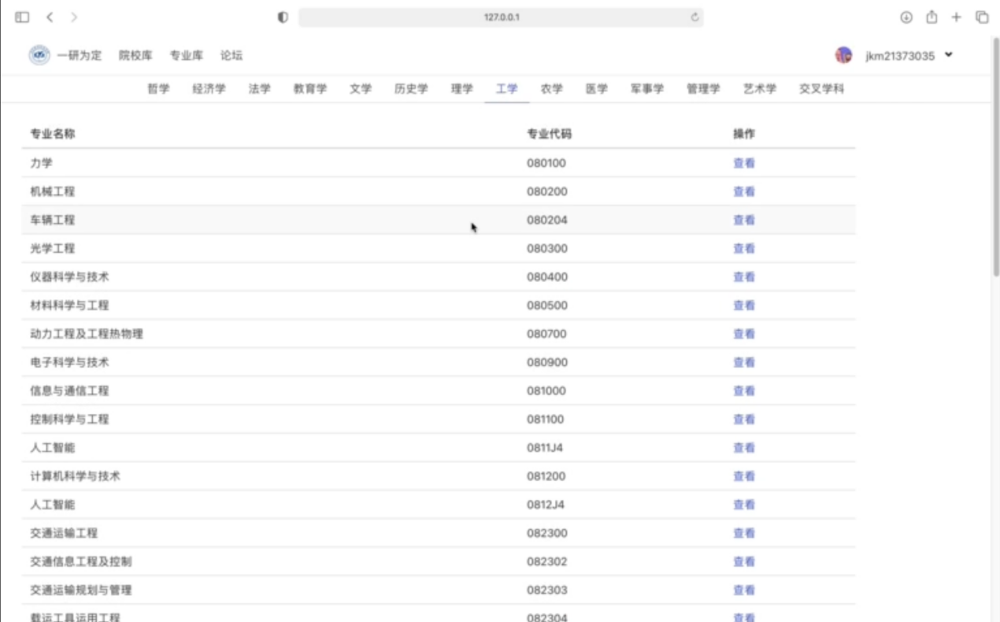 127.0.0.1
一研为定 院校库 专业库 论坛 jkm21373035
哲学 经济学 法学 教育学 文学 历史学 理学 工学 农学 医学 军事学 管理学 艺术学 交叉学科
专业名称 专业代码 操作
力学 080100 查看
机械工程 080200 查看
车辆工程 080204 查看
光学工程 080300 查看
仪器科学与技术 080400 查看
材料科学与工程 080500 查看
动力工程及工程热物理 080700 查看
电子科学与技术 080900 查看
信息与通信工程 081000 查看
控制科学与工程 081100 查看
人工智能 0811J4 查看
计算机科学与技术 081200 查看
人工智能 0812J4 查看
交通运输工程 082300 查看
交通信息工程及控制 082302 查看
交通运输规划与管理 082303 查看
载运工具运用工程 082304 查看